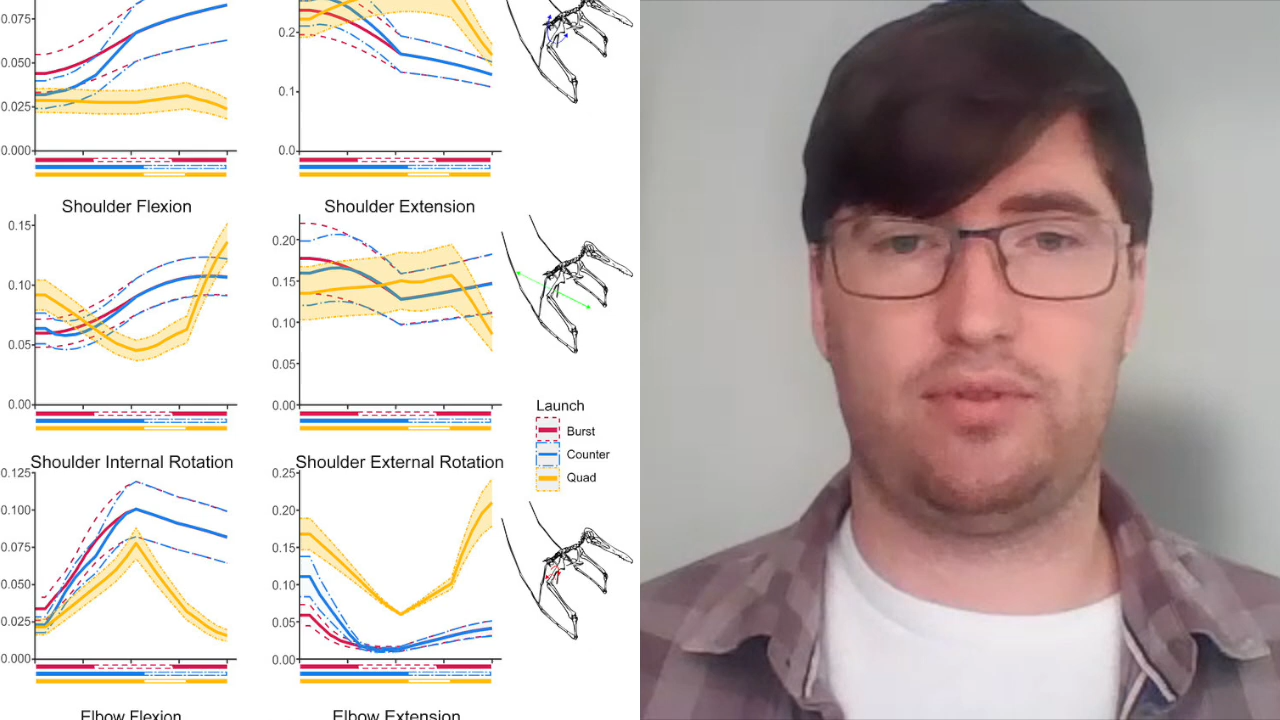 0.075
0.050
0.025
0.000
0.2
0.1
0.0
Shoulder Flexion
Shoulder Extension
0.15
0.10
0.05
0.00
0.20
0.15
0.10
0.05
0.00
Launch
Burst
Counter
Quad
Shoulder Internal Rotation
Shoulder External Rotation
0.125
0.100
0.075
0.050
0.025
0.000
0.25
0.20
0.15
0.10
0.05
0.00
Elbow Flexion
Elbow Extension